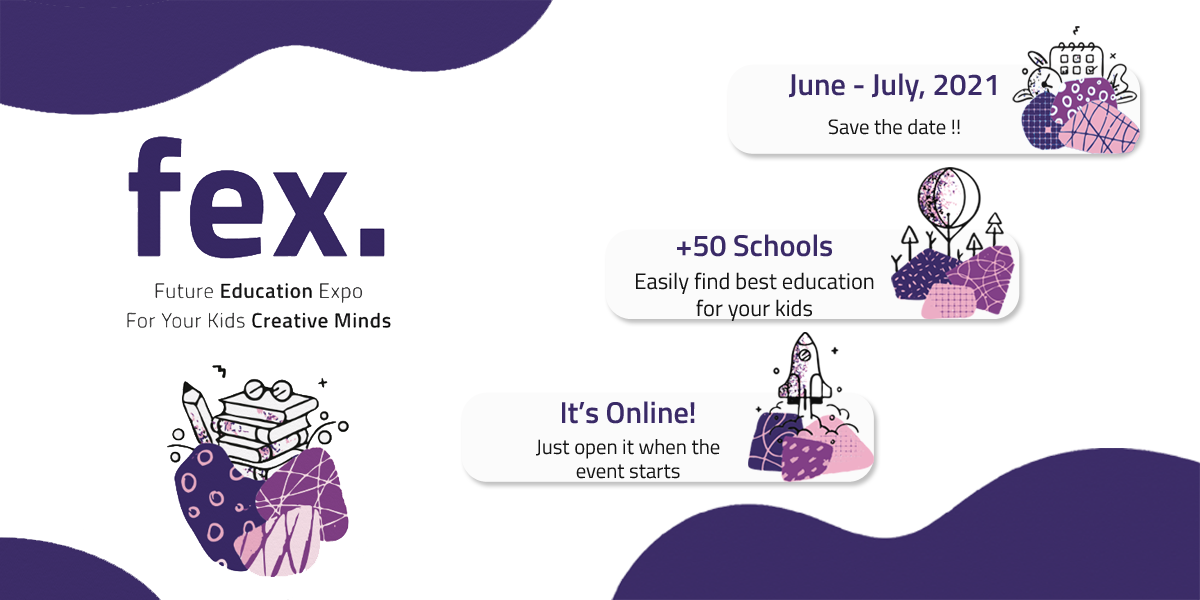 fex.
Future Education Expo
For Your Kids Creative Minds
June - July, 2021
Save the date !!
+50 Schools
Easily find best education
for your kids
It's Online!
Just open it when the
event starts